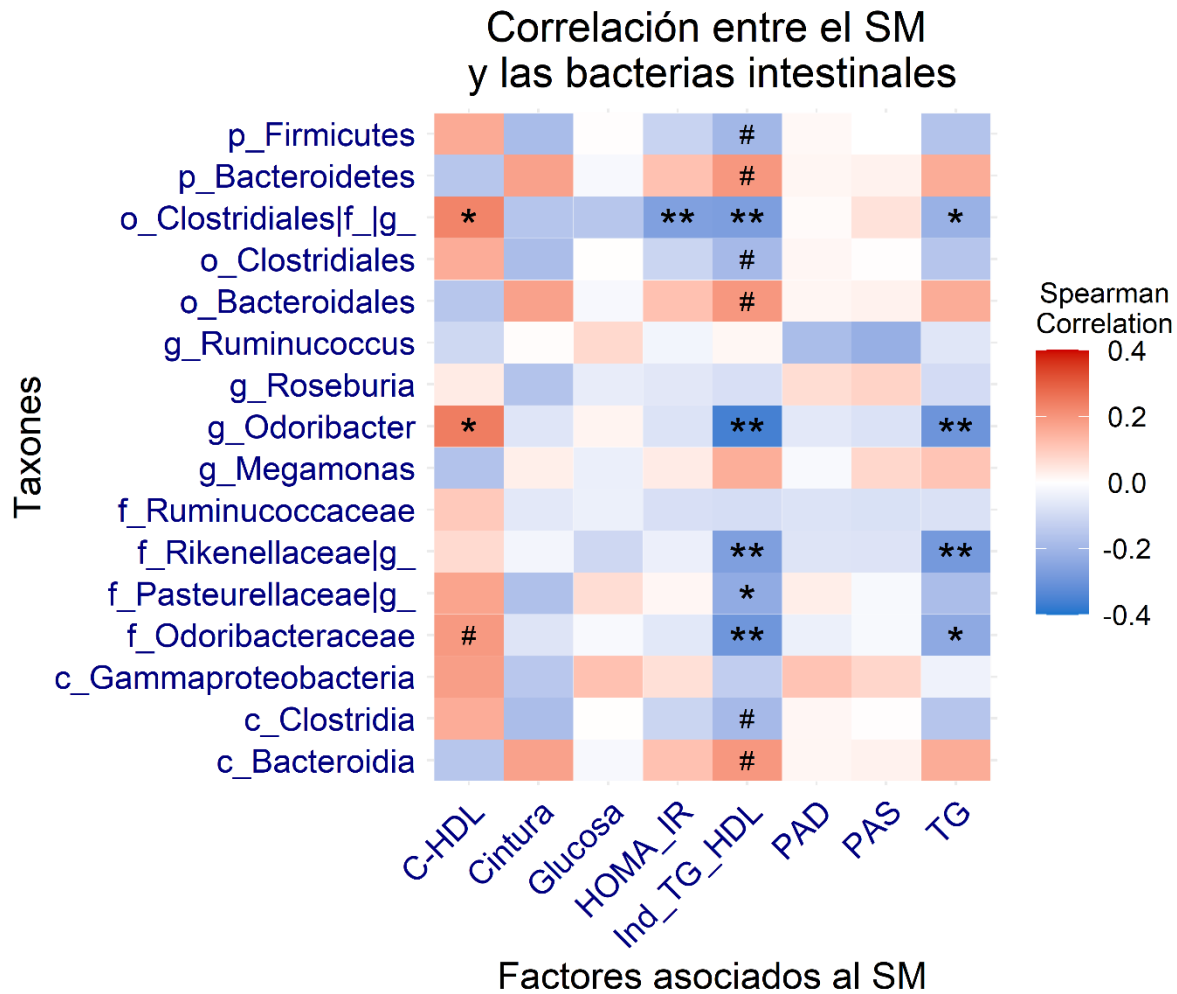 Correlación entre el SM
y las bacterias intestinales
Taxones
p_Firmicutes #
p_Bacteroidetes #
o_Clostridiales|f_|g_ * ** ** *
o_Clostridiales #
o_Bacteroidales #
g_Ruminucoccus
g_Roseburia
g_Odoribacter * ** **
g_Megamonas
f_Ruminucoccaceae
f_Rikenellaceae|g_ ** **
f_Pasteurellaceae|g_ *
f_Odoribacteraceae # ** *
c_Gammaproteobacteria
c_Clostridia #
c_Bacteroidia #
C-HDL
Cintura
Glucosa
HOMA_IR
Ind_TG_HDL
PAD
PAS
TG
Factores asociados al SM
Spearman
Correlation
0.4
0.2
0.0
-0.2
-0.4